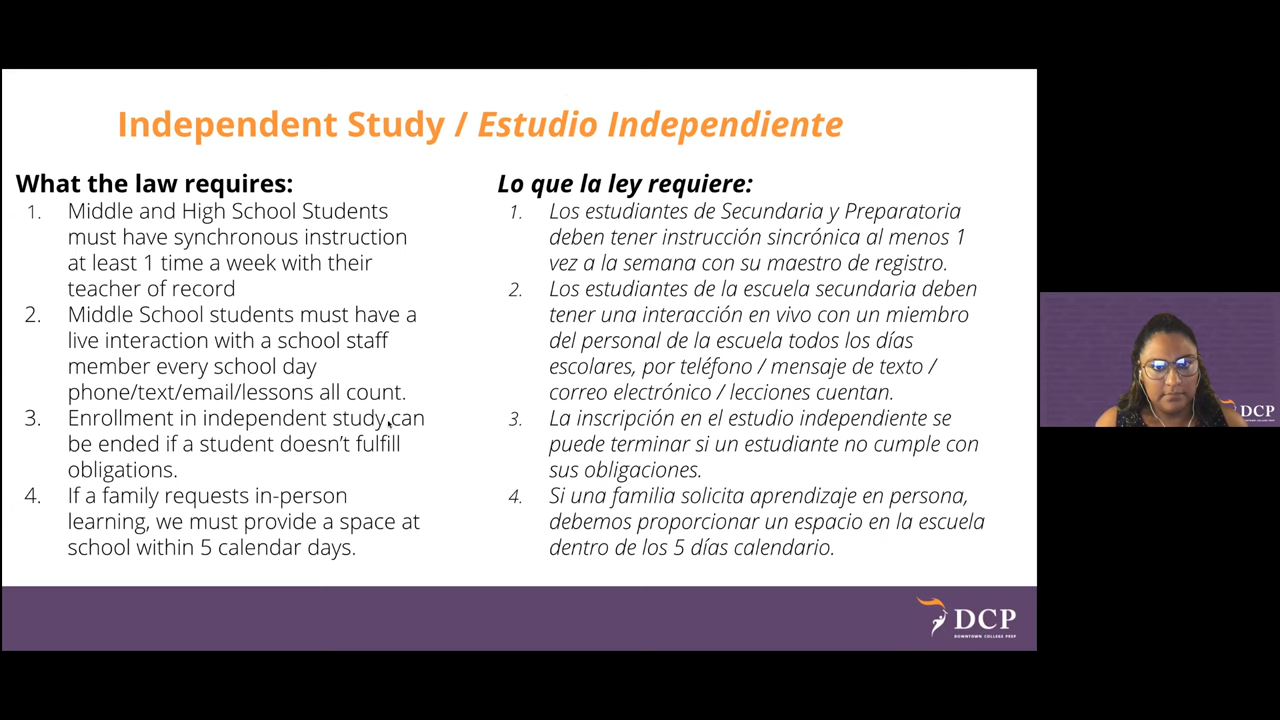 Independent Study / Estudio Independiente
What the law requires:
1. Middle and High School Students
must have synchronous instruction
at least 1 time a week with their
teacher of record
2. Middle School students must have a
live interaction with a school staff
member every school day
phone/text/email/lessons all count.
3. Enrollment in independent study can
be ended if a student doesn’t fulfill
obligations.
4. If a family requests in-person
learning, we must provide a space at
school within 5 calendar days.
Lo que la ley requiere:
1. Los estudiantes de Secundaria y Preparatoria
deben tener instrucción sincrónica al menos 1
vez a la semana con su maestro de registro.
2. Los estudiantes de la escuela secundaria deben
tener una interacción en vivo con un miembro
del personal de la escuela todos los días
escolares, por teléfono / mensaje de texto /
correo electrónico / lecciones cuentan.
3. La inscripción en el estudio independiente se
puede terminar si un estudiante no cumple con
sus obligaciones.
4. Si una familia solicita aprendizaje en persona,
debemos proporcionar un espacio en la escuela
dentro de los 5 días calendario.
DCP
DOWNTOWN COLLEGE PREP
DCP